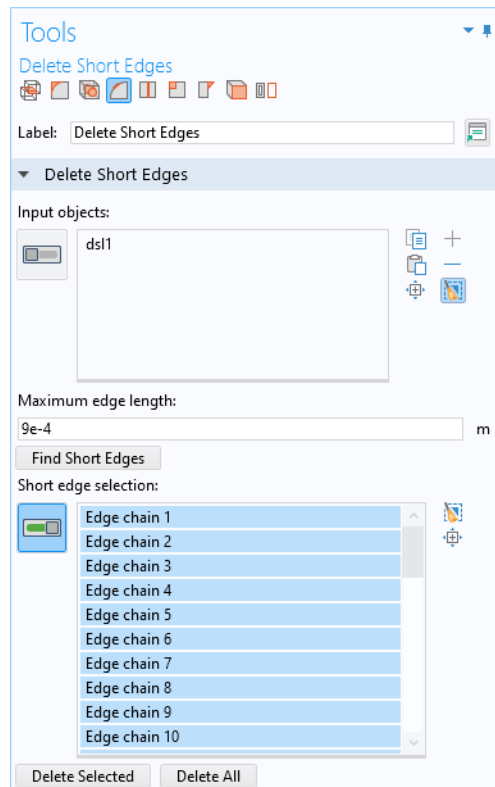 Tools
Delete Short Edges
Label: Delete Short Edges
Delete Short Edges
Input objects:
dsl1
Maximum edge length:
9e-4 m
Find Short Edges
Short edge selection:
Edge chain 1
Edge chain 2
Edge chain 3
Edge chain 4
Edge chain 5
Edge chain 6
Edge chain 7
Edge chain 8
Edge chain 9
Edge chain 10
Delete Selected Delete All